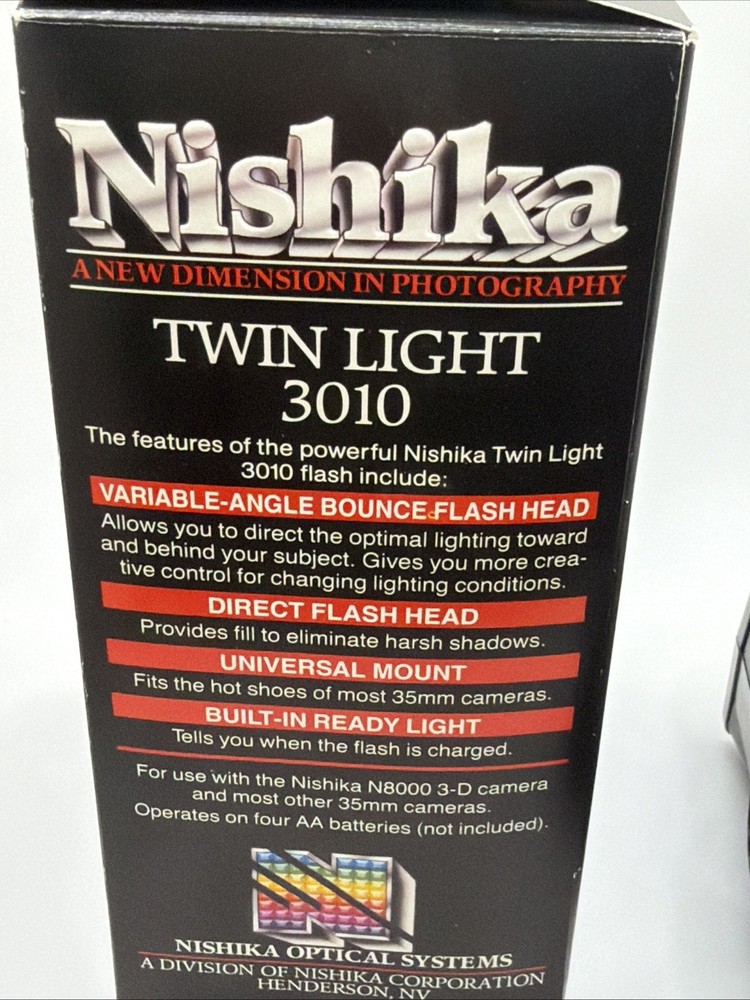 Nishika
A NEW DIMENSION IN PHOTOGRAPHY
TWIN LIGHT
3010
The features of the powerful Nishika Twin Light
3010 flash include:
VARIABLE-ANGLE BOUNCE FLASH HEAD
Allows you to direct the optimal lighting toward
and behind your subject. Gives you more crea-
tive control for changing lighting conditions.
DIRECT FLASH HEAD
Provides fill to eliminate harsh shadows.
UNIVERSAL MOUNT
Fits the hot shoes of most 35mm cameras.
BUILT-IN READY LIGHT
Tells you when the flash is charged.
For use with the Nishika N8000 3-D camera
and most other 35mm cameras.
Operates on four AA batteries (not included).
N
NISHIKA OPTICAL SYSTEMS
A DIVISION OF NISHIKA CORPORATION
HENDERSON, NV